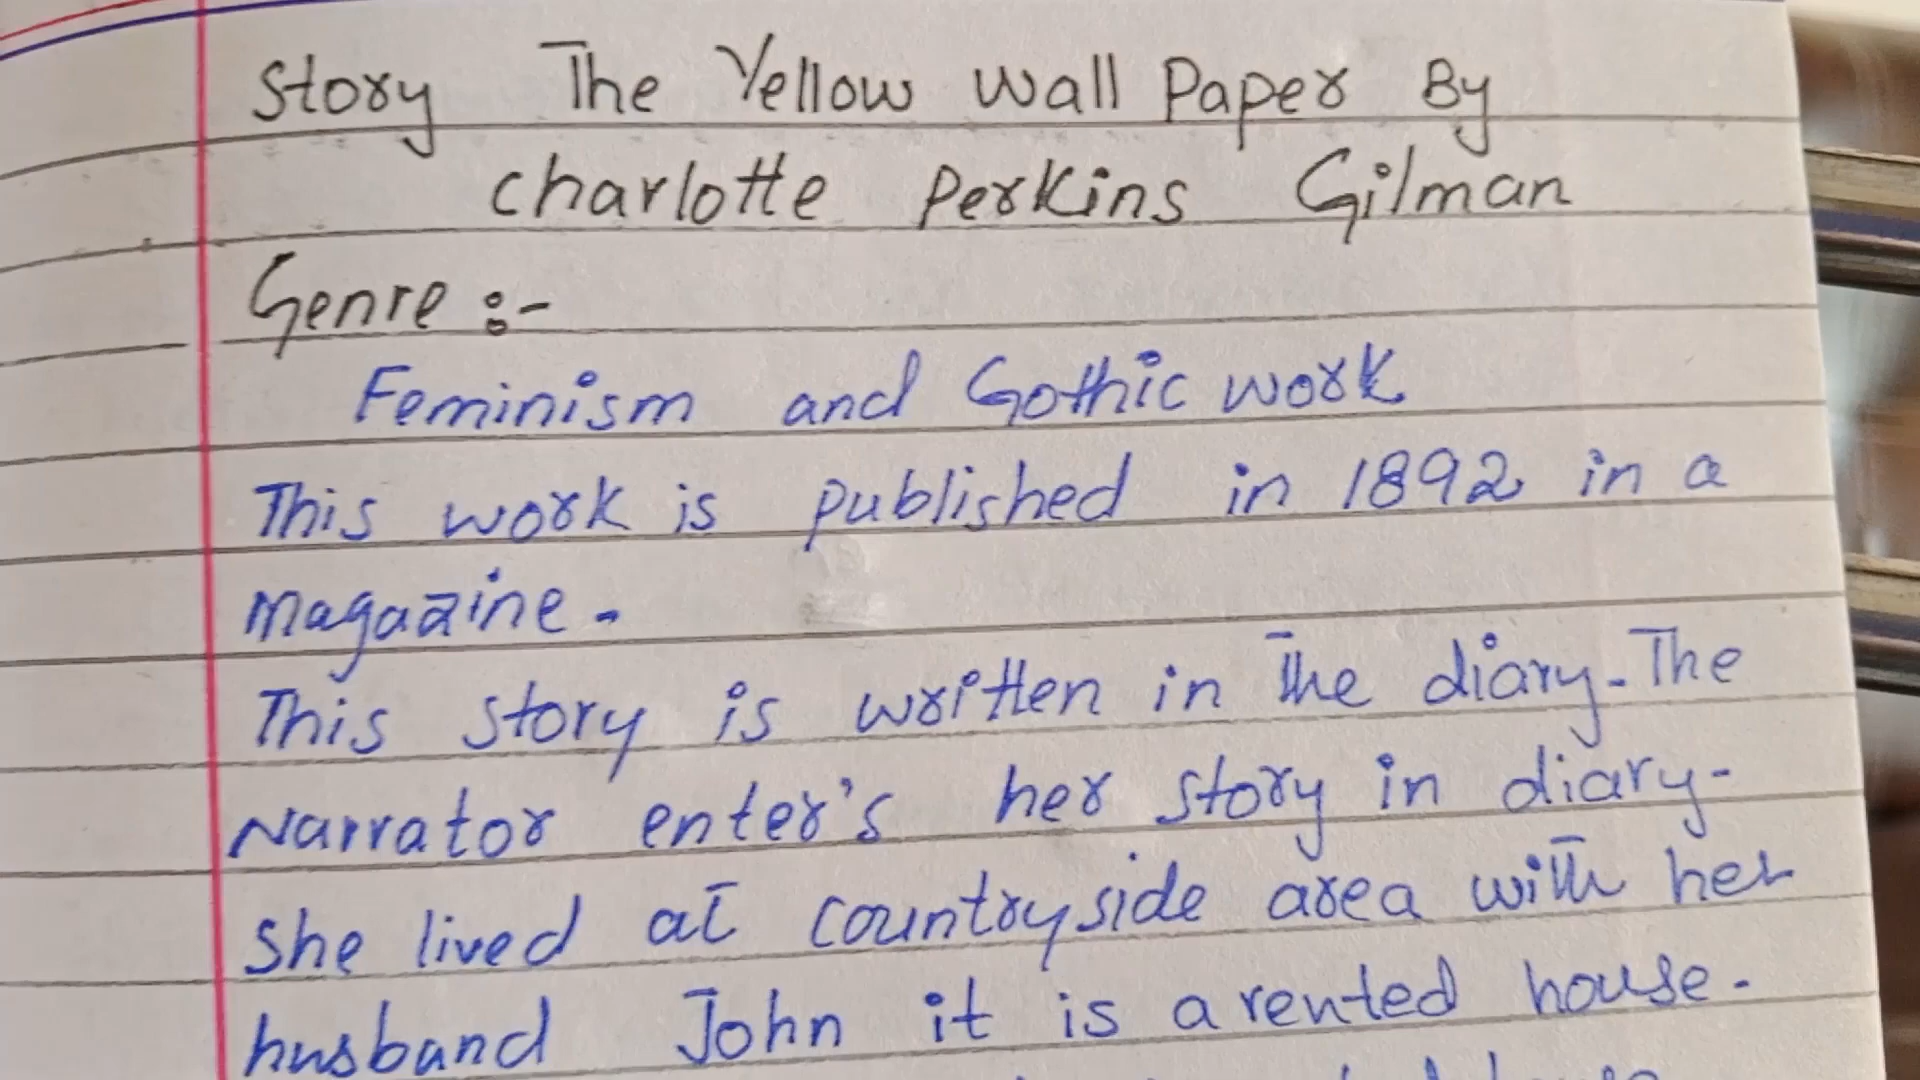 Story The Yellow Wall Paper By
Charlotte Perkins Gilman
Genre :-
Feminism and Gothic work
This work is published in 1892 in a
magazine.
This story is written in the diary. The
Narrator enter's her story in diary.
She lived at countryside area with her
husband John it is a rented house.